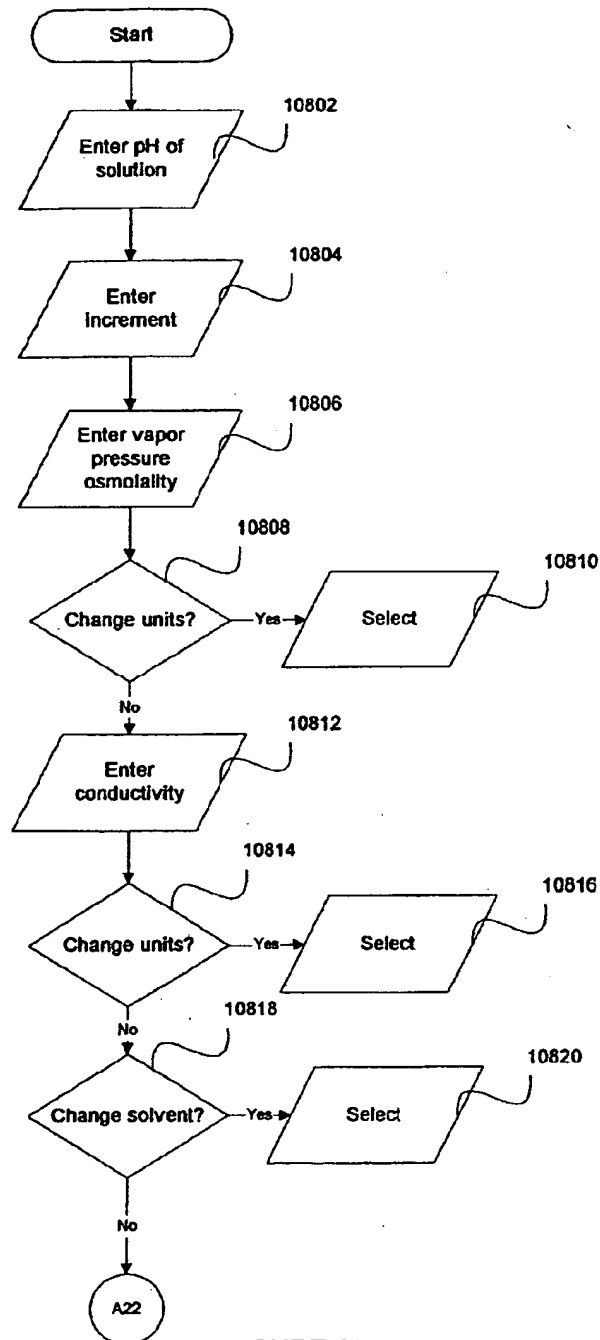 Start
10802
Enter pH of
solution
10804
Enter
increment
10806
Enter vapor
pressure
osmolality
10808
10810
Change units?
Yes
Select
No
10812
Enter
conductivity
10814
10816
Change units?
Yes
Select
No
10818
10820
Change solvent?
Yes
Select
No
A22